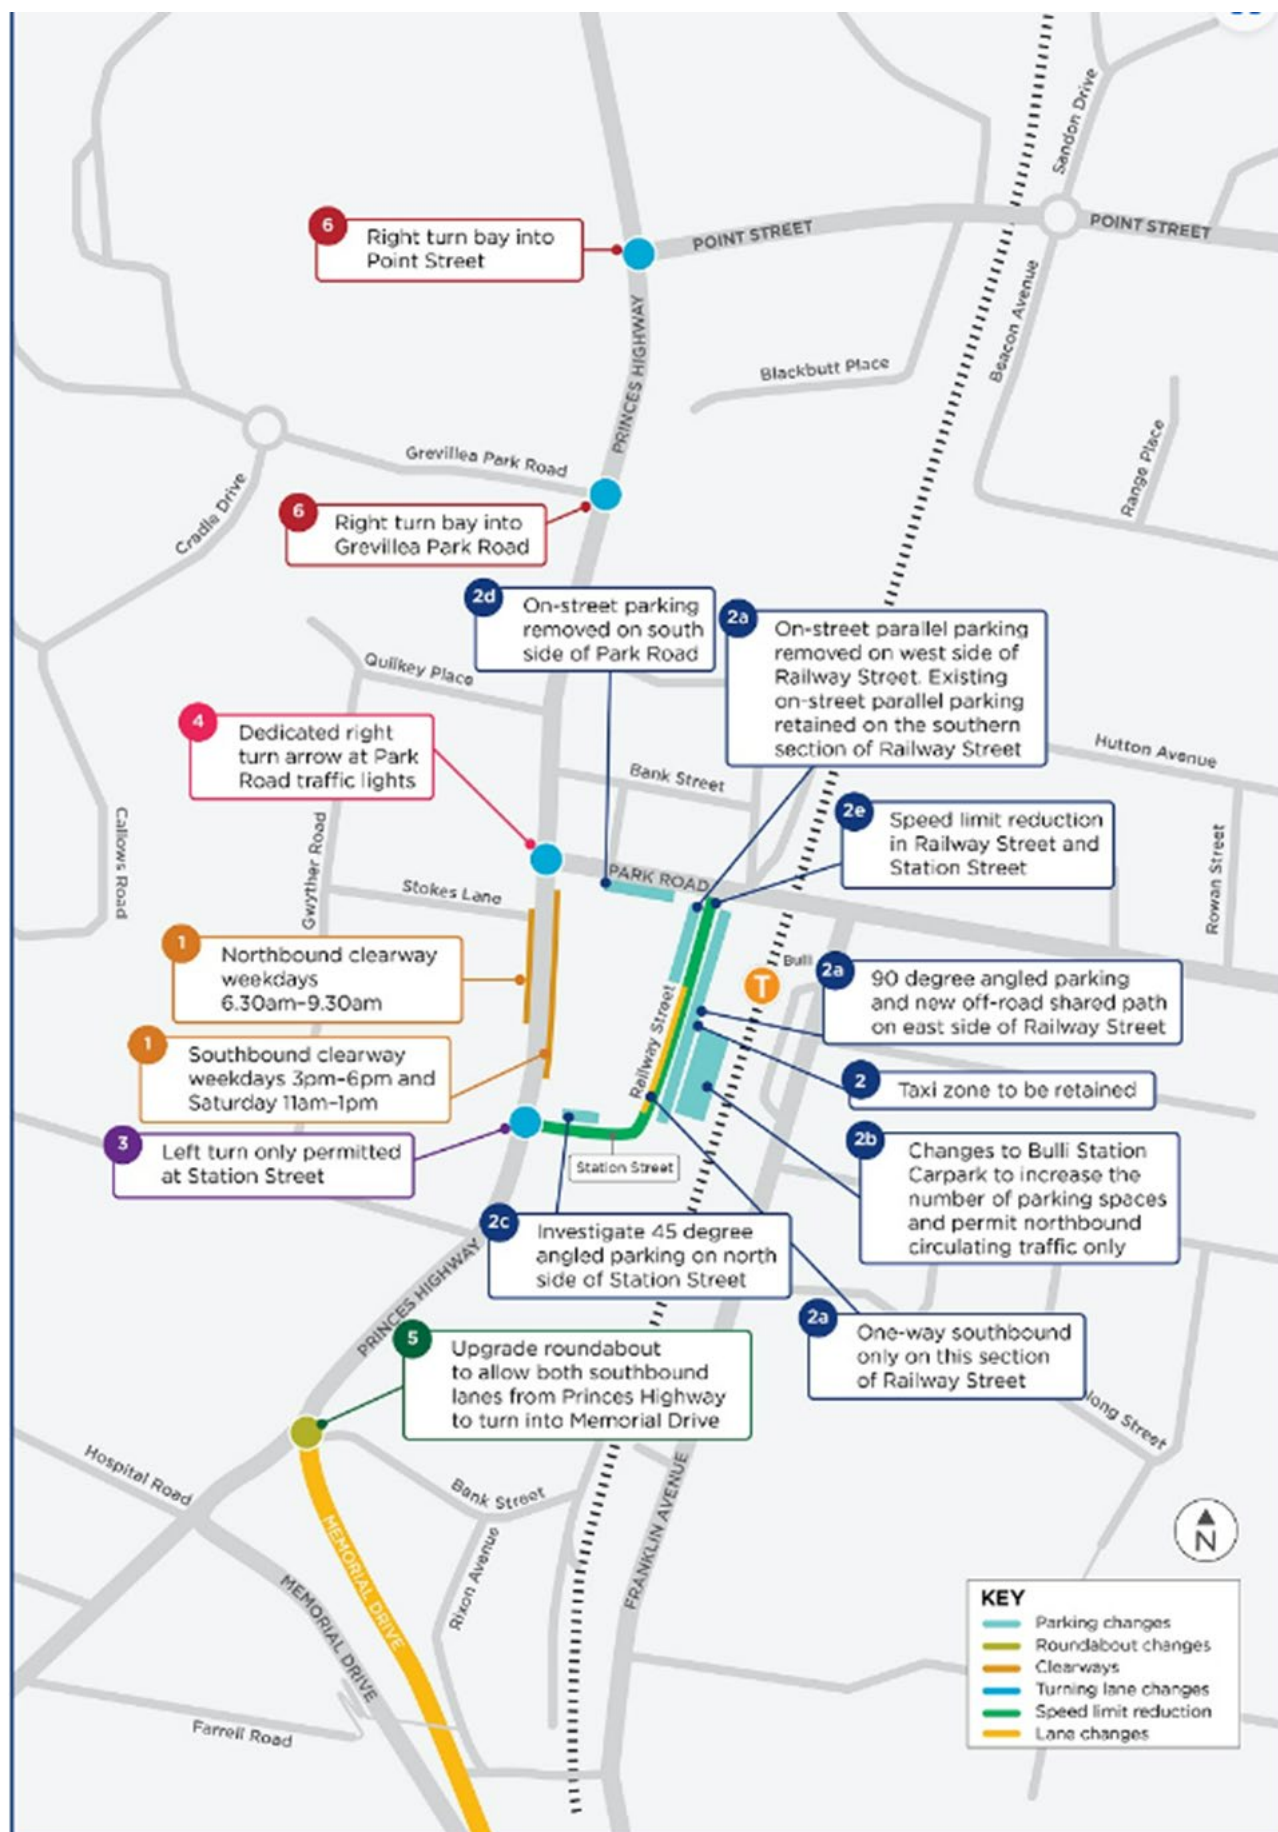 Sandon Drive
POINT STREET
POINT STREET
6
Right turn bay into
Point Street
PRINCES HIGHWAY
Beacon Avenue
Blackbutt Place
Range Place
Grevillea Park Road
Cradle Drive
6
Right turn bay into
Grevillea Park Road
2d
On-street parking
removed on south
side of Park Road
2a
On-street parallel parking
removed on west side of
Railway Street. Existing
on-street parallel parking
retained on the southern
section of Railway Street
Quilkey Place
4
Dedicated right
turn arrow at Park
Road traffic lights
Hutton Avenue
Bank Street
2e
Speed limit reduction
in Railway Street and
Station Street
Callows Road
Gwyther Road
Rowan Street
PARK ROAD
Stokes Lane
1
Northbound clearway
weekdays
6.30am–9.30am
T
Bulli
2a
90 degree angled parking
and new off-road shared path
on east side of Railway Street
Railway Street
1
Southbound clearway
weekdays 3pm–6pm and
Saturday 11am–1pm
2
Taxi zone to be retained
3
Left turn only permitted
at Station Street
Station Street
2b
Changes to Bulli Station
Carpark to increase the
number of parking spaces
and permit northbound
circulating traffic only
2c
Investigate 45 degree
angled parking on north
side of Station Street
PRINCES HIGHWAY
2a
One-way southbound
only on this section
of Railway Street
5
Upgrade roundabout
to allow both southbound
lanes from Princes Highway
to turn into Memorial Drive
long Street
Hospital Road
Bank Street
FRANKLIN AVENUE
MEMORIAL DRIVE
Rixon Avenue
MEMORIAL DRIVE
Farrell Road
N
KEY
Parking changes
Roundabout changes
Clearways
Turning lane changes
Speed limit reduction
Lane changes